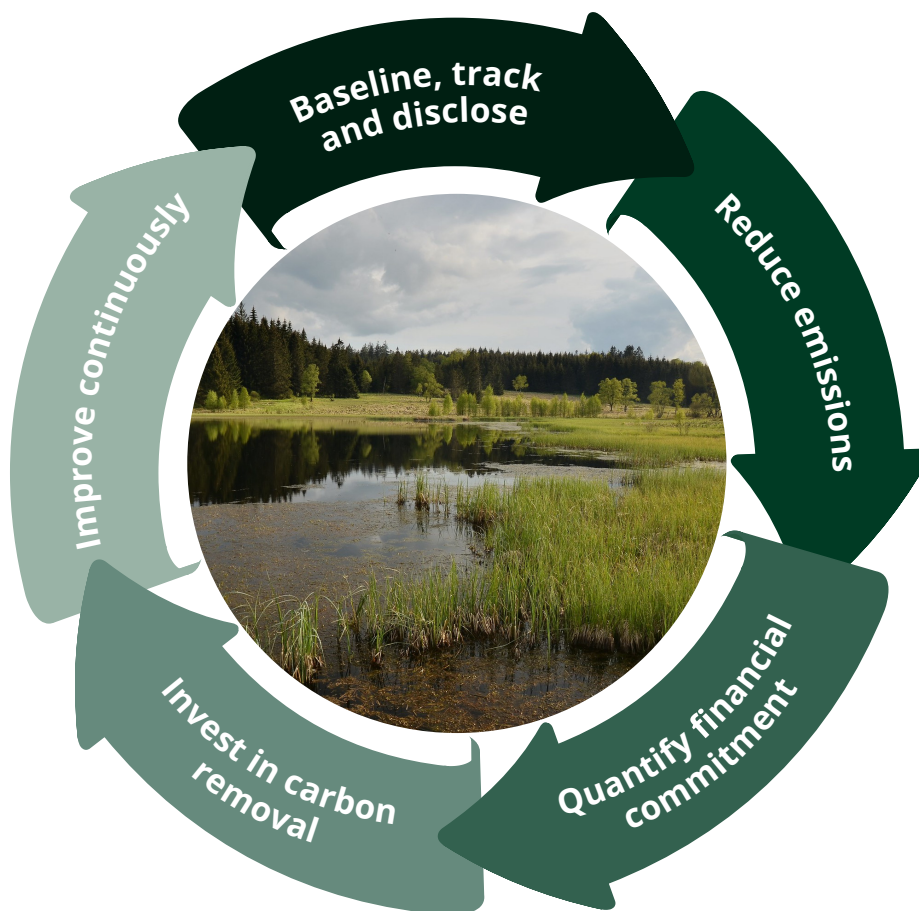 Baseline, track
and disclose
Reduce emissions
Quantify financial
commitment
Invest in carbon
removal
Improve continuously